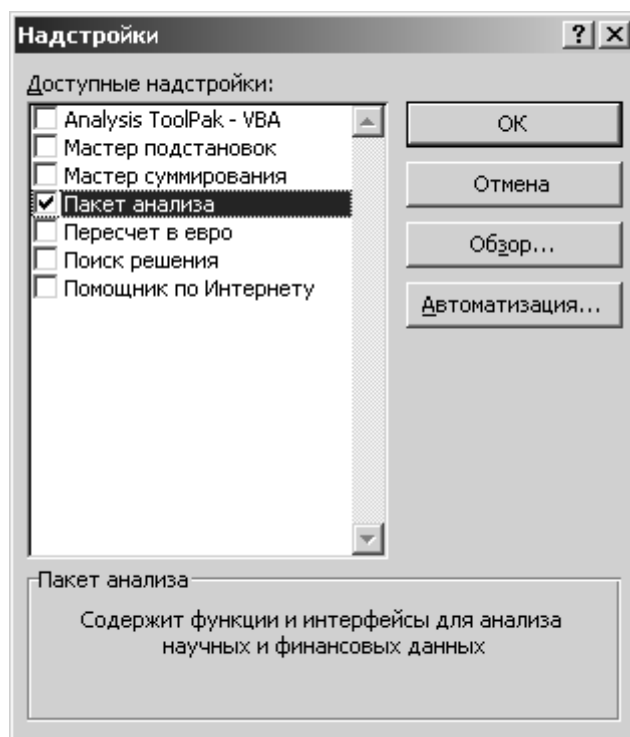 Надстройки
Доступные надстройки:
Analysis ToolPak - VBA
Мастер подстановок
Мастер суммирования
Пакет анализа
Пересчет в евро
Поиск решения
Помощник по Интернету
ОК
Отмена
Обзор...
Автоматизация...
Пакет анализа
Содержит функции и интерфейсы для анализа
научных и финансовых данных